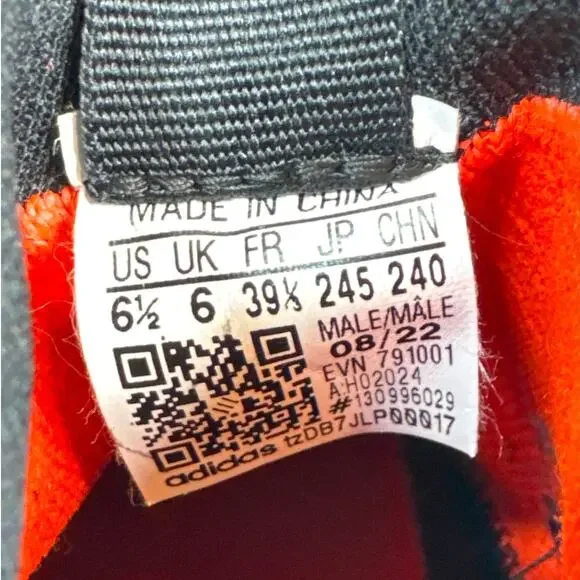 MADE IN CHINA
US UK FR JP CHN
6½ 6 39⅓ 245 240
MALE/MÂLE
08/22
EVN 791001
A:H02024
#130996029
adidas tzDB7JLP00017